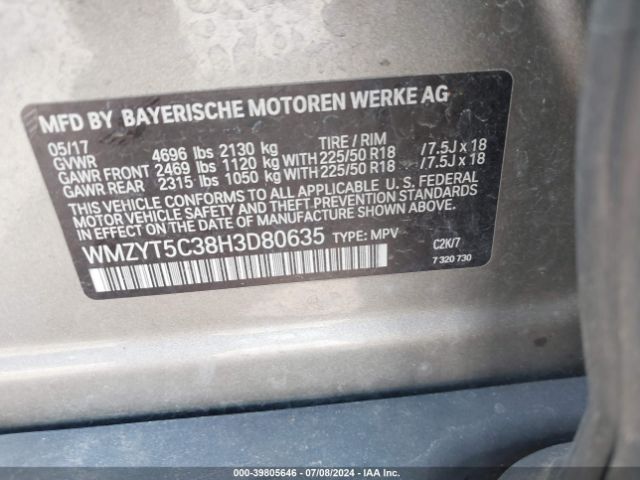 MFD BY BAYERISCHE MOTOREN WERKE AG
05/17 TIRE / RIM
GVWR 4696 lbs 2130 kg
GAWR FRONT 2469 lbs 1120 kg WITH 225/50 R18 / 7.5J x 18
GAWR REAR 2315 lbs 1050 kg WITH 225/50 R18 / 7.5J x 18
THIS VEHICLE CONFORMS TO ALL APPLICABLE U. S. FEDERAL
MOTOR VEHICLE SAFETY AND THEFT PREVENTION STANDARDS
IN EFFECT ON THE DATE OF MANUFACTURE SHOWN ABOVE.
WMZYT5C38H3D80635 TYPE: MPV
C2K/7
7 320 730
000-39805646 | 07/08/2024 | IAA Inc.